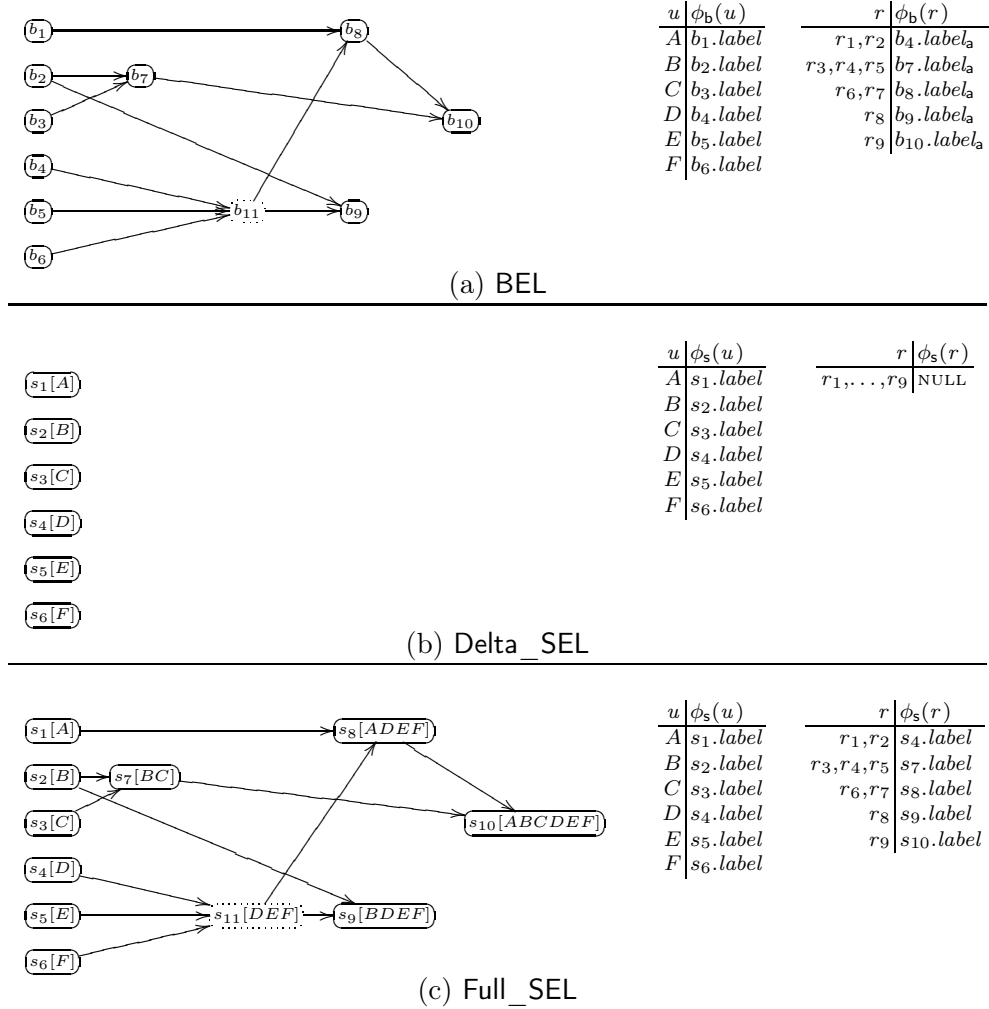 b₁ b₈ u ϕ_b(u) r ϕ_b(r)
A b₁.label r₁,r₂ b₄.labelₐ
b₂ b₇ B b₂.label r₃,r₄,r₅ b₇.labelₐ
C b₃.label r₆,r₇ b₈.labelₐ
b₃ b₁₀ D b₄.label r₈ b₉.labelₐ
E b₅.label r₉ b₁₀.labelₐ
b₄ F b₆.label
b₅ b₁₁ b₉
b₆
(a) BEL
u ϕₛ(u) r ϕₛ(r)
s₁[A] A s₁.label r₁,...,r₉ NULL
B s₂.label
s₂[B] C s₃.label
D s₄.label
s₃[C] E s₅.label
F s₆.label
s₄[D]
s₅[E]
s₆[F]
(b) Delta_SEL
u ϕₛ(u) r ϕₛ(r)
s₁[A] s₈[ADEF] A s₁.label r₁,r₂ s₄.label
s₂[B] s₇[BC] B s₂.label r₃,r₄,r₅ s₇.label
C s₃.label r₆,r₇ s₈.label
s₃[C] s₁₀[ABCDEF] D s₄.label r₈ s₉.label
E s₅.label r₉ s₁₀.label
s₄[D] F s₆.label
s₅[E] s₁₁[DEF] s₉[BDEF]
s₆[F]
(c) Full_SEL